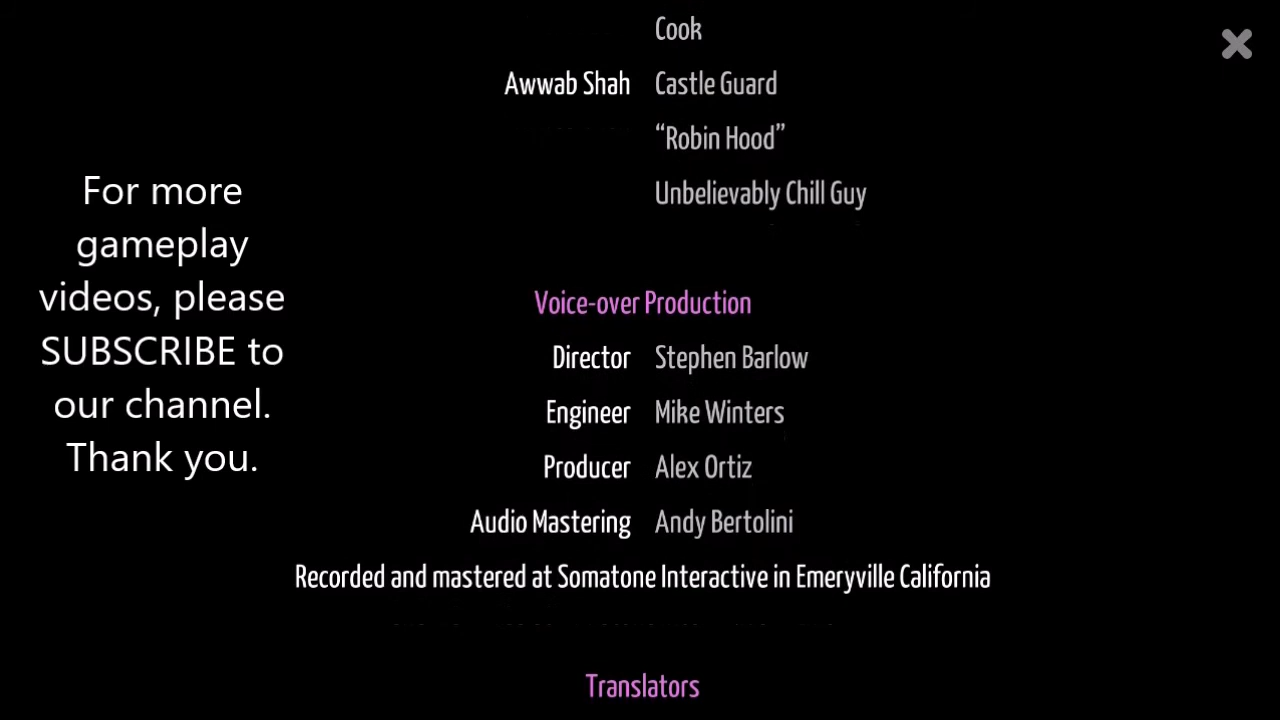 Cook
Awwab Shah Castle Guard
“Robin Hood”
Unbelievably Chill Guy
For more
gameplay
videos, please
SUBSCRIBE to
our channel.
Thank you.
Voice-over Production
Director Stephen Barlow
Engineer Mike Winters
Producer Alex Ortiz
Audio Mastering Andy Bertolini
Recorded and mastered at Somatone Interactive in Emeryville California
Translators